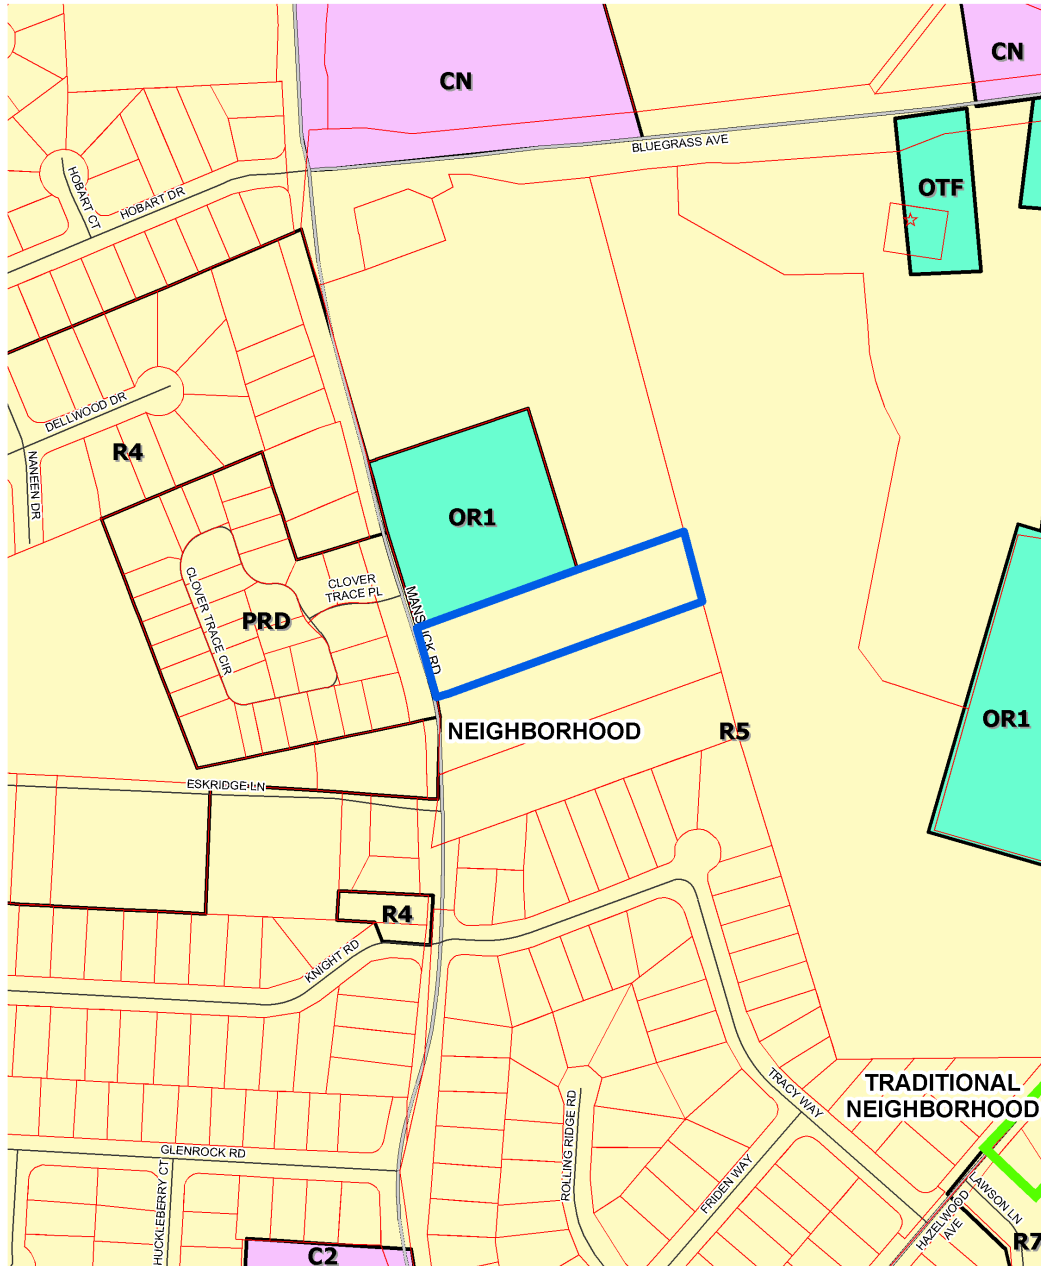 CN
CN
BLUEGRASS AVE
HOBART CT
HOBART DR
OTF
DELLWOOD DR
R4
NANEEN DR
OR1
CLOVER
TRACE PL
CLOVER TRACE CIR
PRD
MANSLICK RD
NEIGHBORHOOD
R5
OR1
ESKRIDGE LN
R4
KNIGHT RD
TRACY WAY
TRADITIONAL
NEIGHBORHOOD
ROLLING RIDGE RD
GLENROCK RD
HUCKLEBERRY CT
FRIDEN WAY
LAWSON LN
HAZELWOOD
AVE
R7
C2